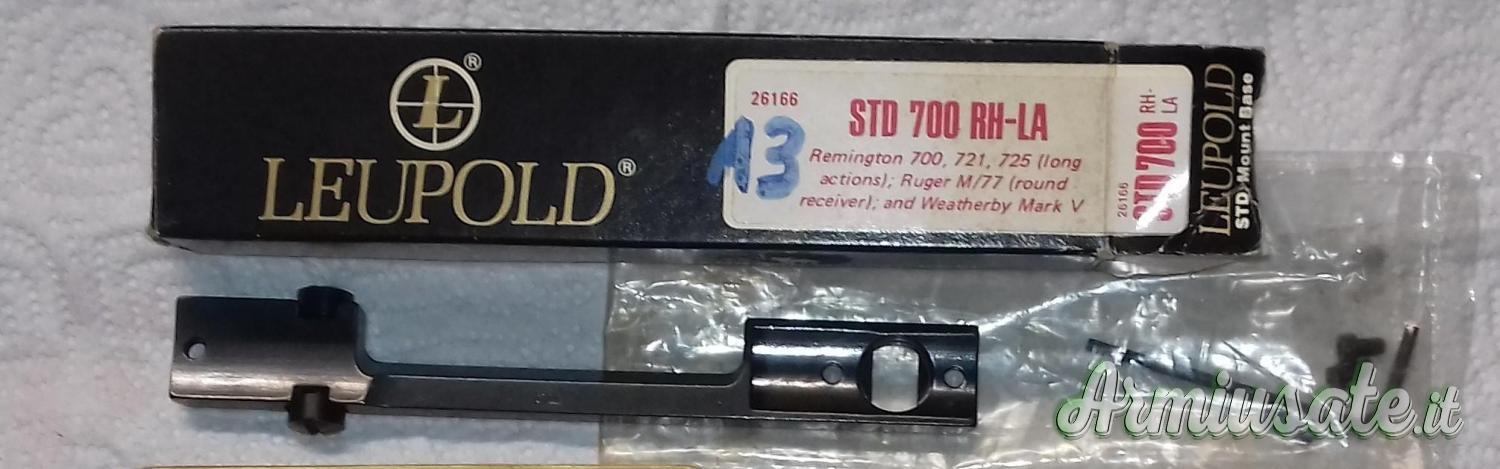 L®
LEUPOLD®
26166
STD 700 RH-LA
13
Remington 700, 721, 725 (long
actions); Ruger M/77 (round
receiver); and Weatherby Mark V
26166
STD 700 RH-
LA
LEUPOLD
STD Mount Base
Armiusate.it